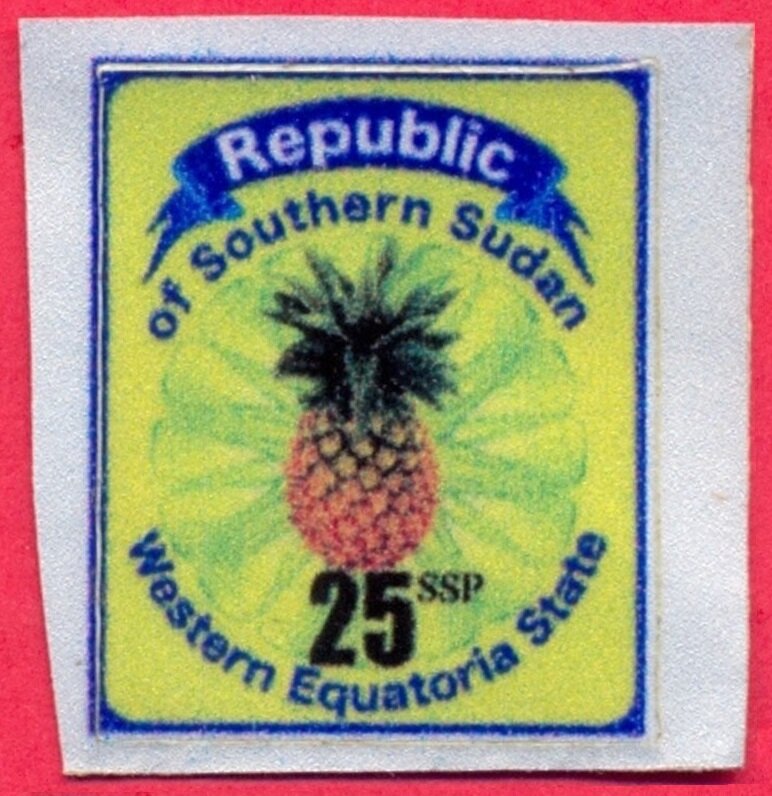 Republic
of Southern Sudan
25 SSP
Western Equatoria State